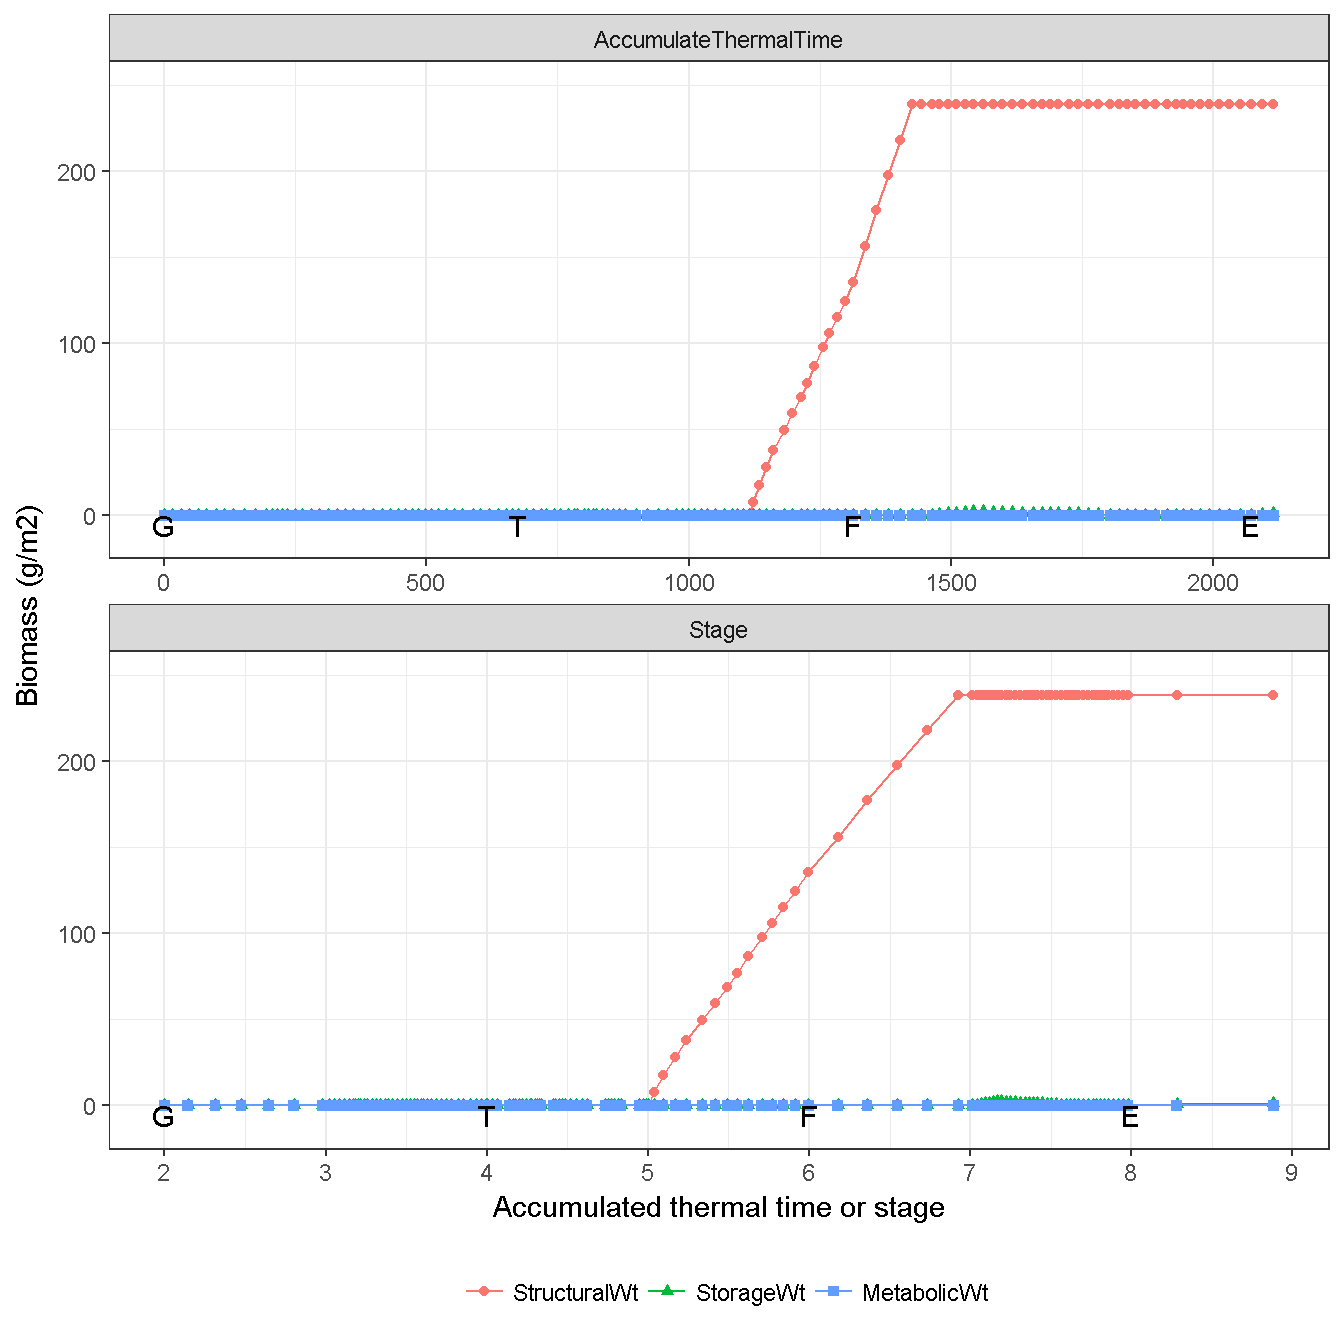 AccumulateThermalTime
200
100
0
G T F E
0 500 1000 1500 2000
Biomass (g/m2)
Stage
200
100
0
G T F E
2 3 4 5 6 7 8 9
Accumulated thermal time or stage
StructuralWt StorageWt MetabolicWt